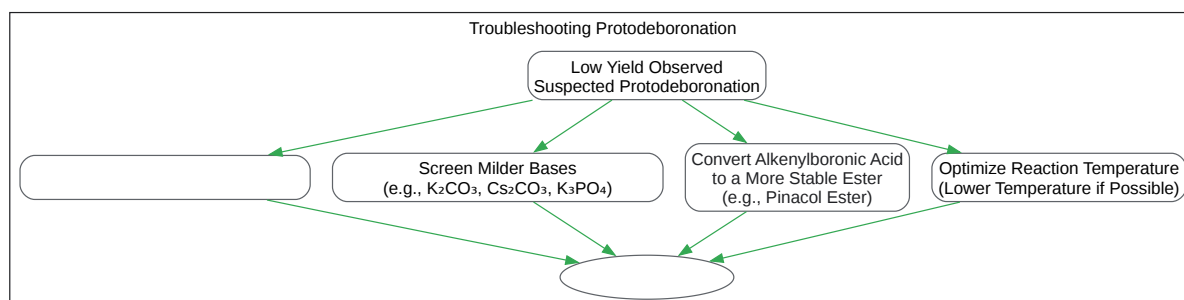 Troubleshooting Protodeboronation
Low Yield Observed
Suspected Protodeboronation
Screen Milder Bases
(e.g., K₂CO₃, Cs₂CO₃, K₃PO₄)
Convert Alkenylboronic Acid
to a More Stable Ester
(e.g., Pinacol Ester)
Optimize Reaction Temperature
(Lower Temperature if Possible)